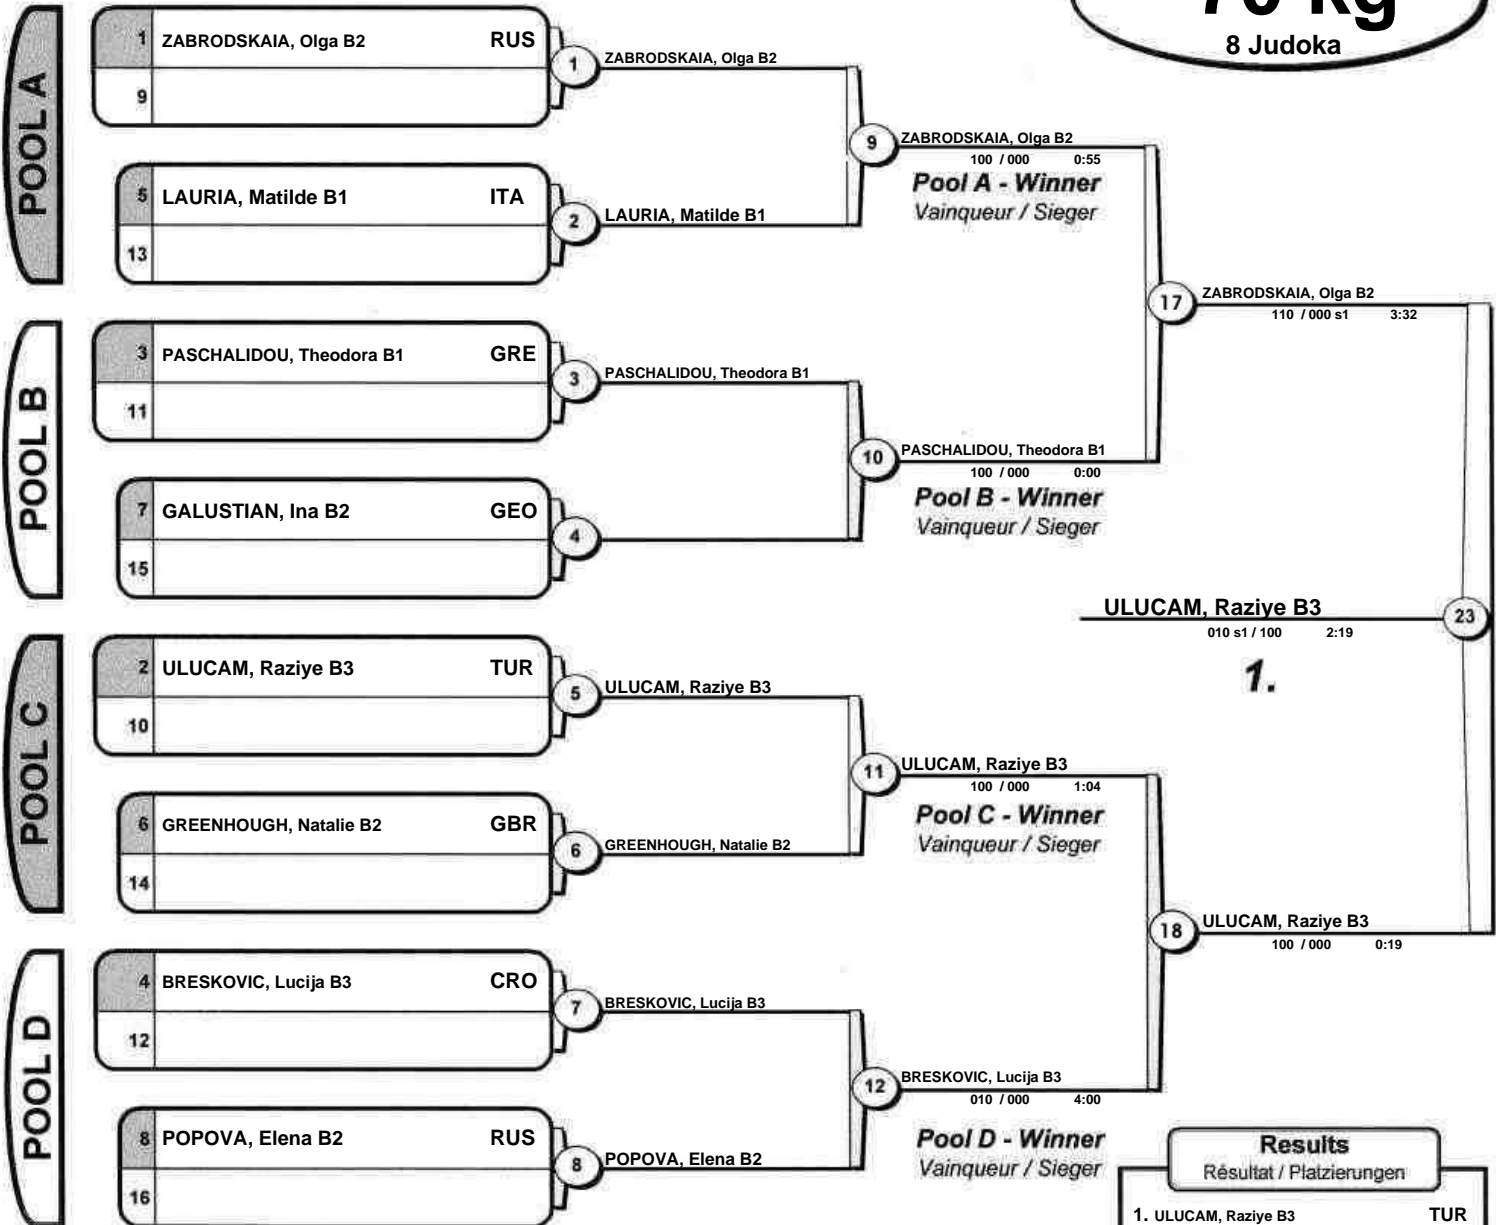 70 kg
8 Judoka
POOL A
1 ZABRODSKAIA, Olga B2 RUS
9
5 LAURIA, Matilde B1 ITA
13
1 ZABRODSKAIA, Olga B2
2 LAURIA, Matilde B1
9 ZABRODSKAIA, Olga B2
100 / 000 0:55
Pool A - Winner
Vainqueur / Sieger
POOL B
3 PASCHALIDOU, Theodora B1 GRE
11
7 GALUSTIAN, Ina B2 GEO
15
3 PASCHALIDOU, Theodora B1
4
10 PASCHALIDOU, Theodora B1
100 / 000 0:00
Pool B - Winner
Vainqueur / Sieger
17 ZABRODSKAIA, Olga B2
110 / 000 s1 3:32
ULUCAM, Raziye B3 23
010 s1 / 100 2:19
1.
POOL C
2 ULUCAM, Raziye B3 TUR
10
6 GREENHOUGH, Natalie B2 GBR
14
5 ULUCAM, Raziye B3
6 GREENHOUGH, Natalie B2
11 ULUCAM, Raziye B3
100 / 000 1:04
Pool C - Winner
Vainqueur / Sieger
POOL D
4 BRESKOVIC, Lucija B3 CRO
12
8 POPOVA, Elena B2 RUS
16
7 BRESKOVIC, Lucija B3
8 POPOVA, Elena B2
12 BRESKOVIC, Lucija B3
010 / 000 4:00
Pool D - Winner
Vainqueur / Sieger
18 ULUCAM, Raziye B3
100 / 000 0:19
Results
Résultat / Platzierungen
1. ULUCAM, Raziye B3 TUR